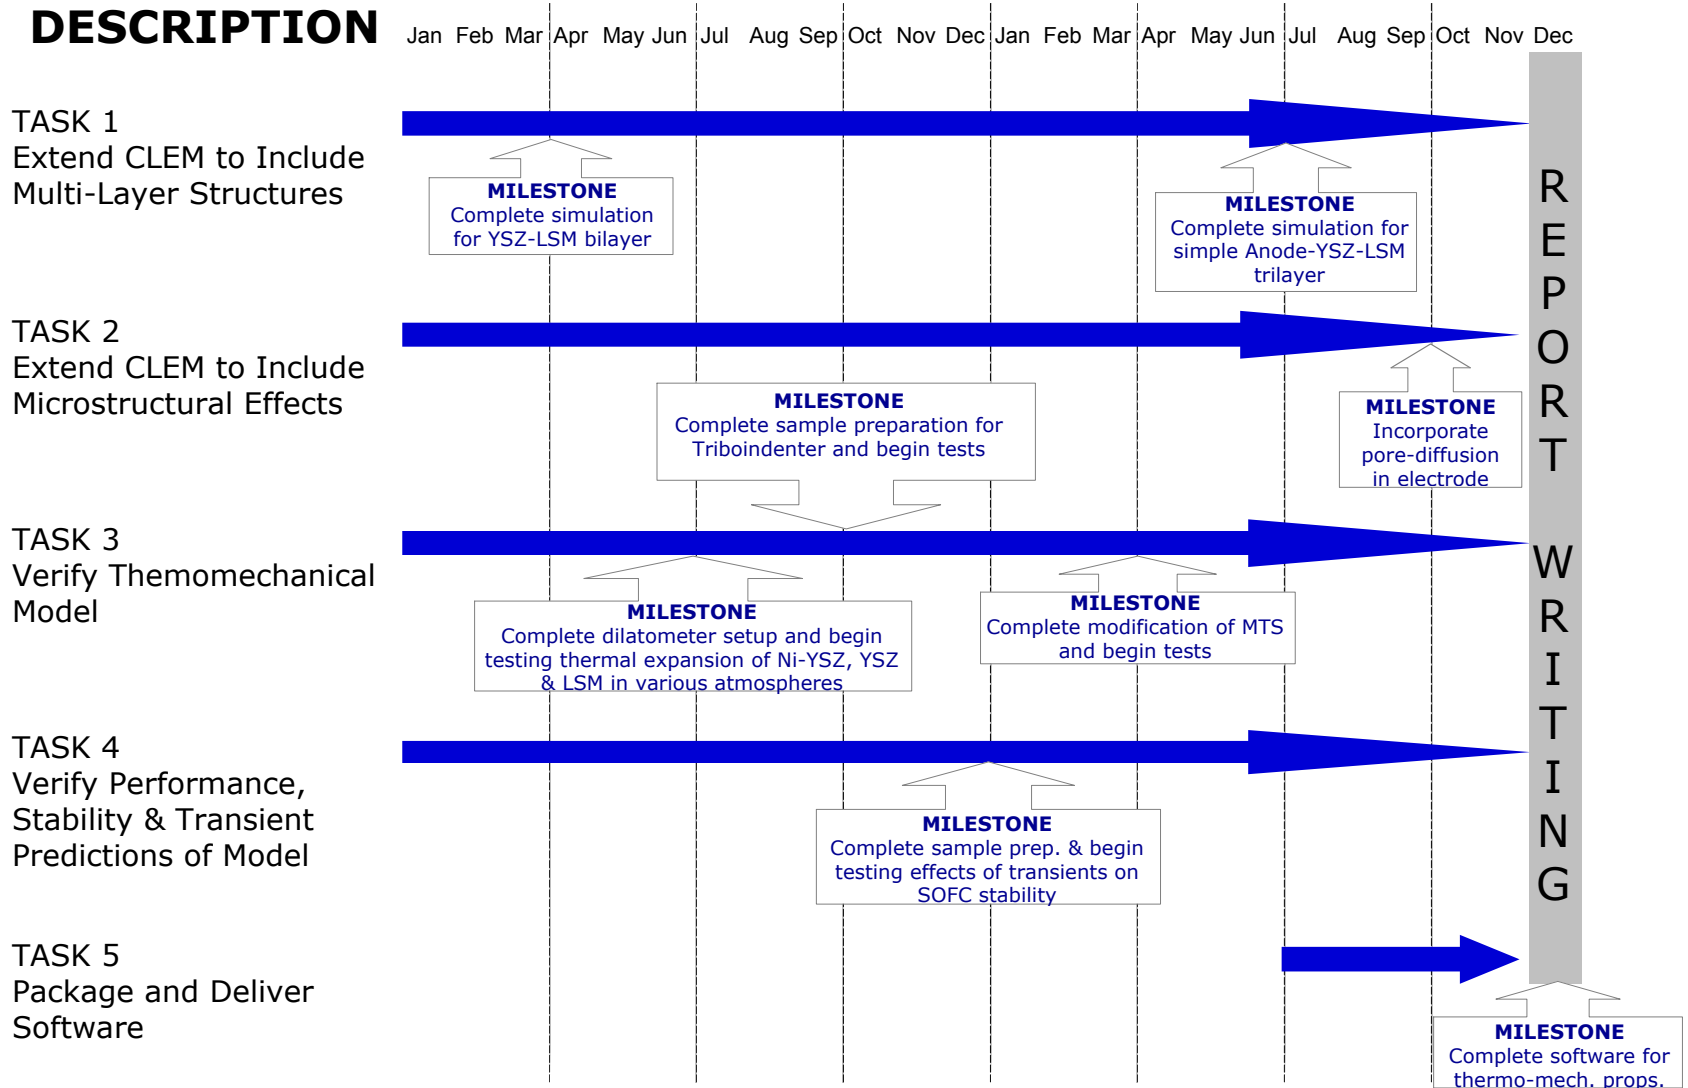 DESCRIPTION
Jan Feb Mar Apr May Jun Jul Aug Sep Oct Nov Dec Jan Feb Mar Apr May Jun Jul Aug Sep Oct Nov Dec
TASK 1
Extend CLEM to Include
Multi-Layer Structures
MILESTONE
Complete simulation
for YSZ-LSM bilayer
MILESTONE
Complete simulation for
simple Anode-YSZ-LSM
trilayer
TASK 2
Extend CLEM to Include
Microstructural Effects
MILESTONE
Complete sample preparation for
Triboindenter and begin tests
MILESTONE
Incorporate
pore-diffusion
in electrode
TASK 3
Verify Themomechanical
Model
MILESTONE
Complete dilatometer setup and begin
testing thermal expansion of Ni-YSZ, YSZ
& LSM in various atmospheres
MILESTONE
Complete modification of MTS
and begin tests
TASK 4
Verify Performance,
Stability & Transient
Predictions of Model
MILESTONE
Complete sample prep. & begin
testing effects of transients on
SOFC stability
TASK 5
Package and Deliver
Software
MILESTONE
Complete software for
thermo-mech. props.
REPORT WRITING